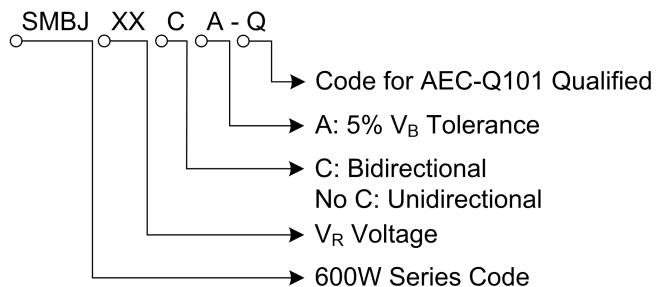 SMBJ XX C A - Q
Code for AEC-Q101 Qualified
A: 5% VB Tolerance
C: Bidirectional
No C: Unidirectional
VR Voltage
600W Series Code